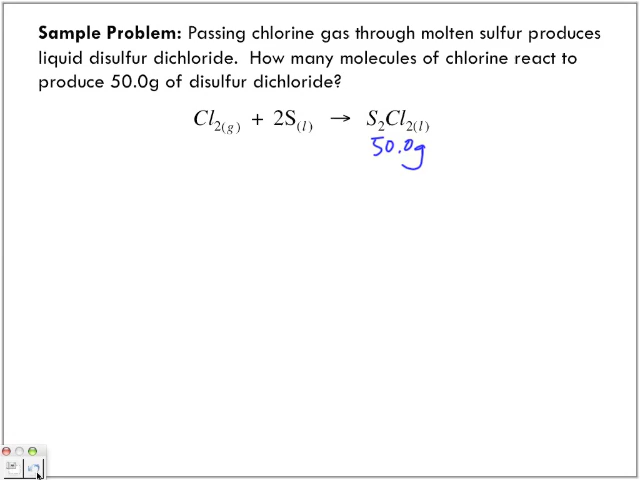 Sample Problem: Passing chlorine gas through molten sulfur produces
liquid disulfur dichloride.  How many molecules of chlorine react to
produce 50.0g of disulfur dichloride?
Cl₂₍g₎ + 2S₍l₎ → S₂Cl₂₍l₎
50.0g